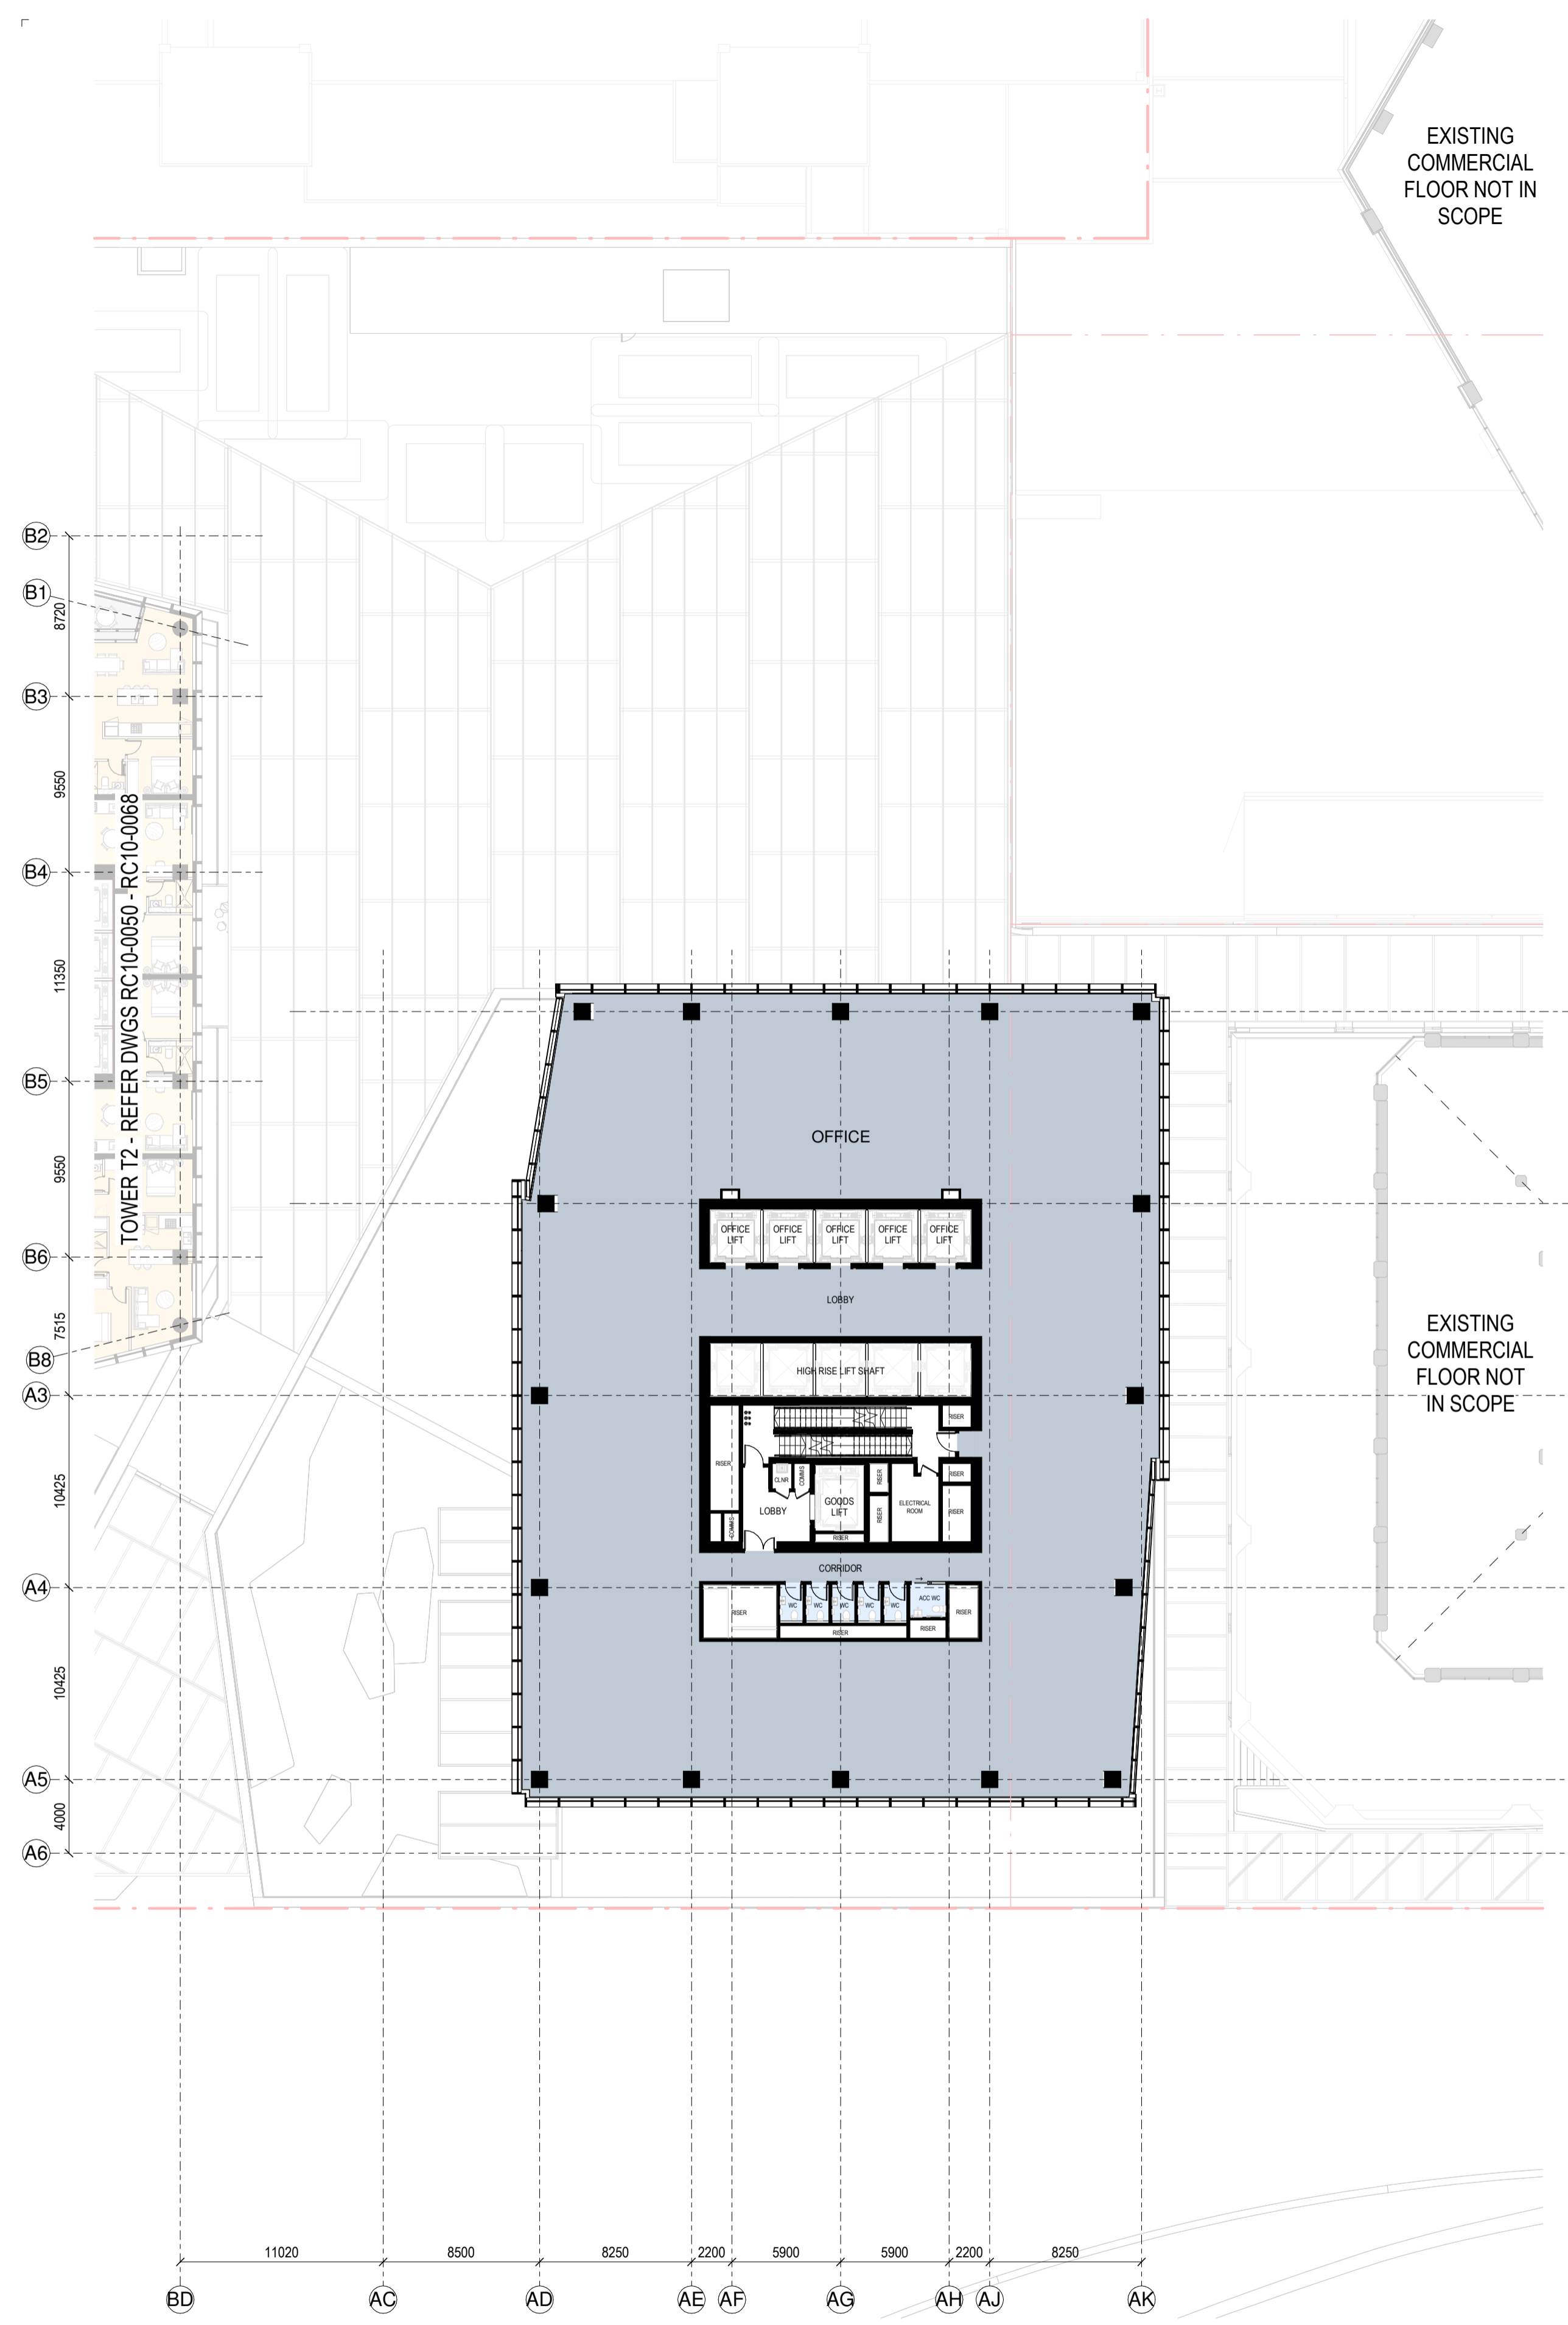 EXISTING
COMMERCIAL
FLOOR NOT IN
SCOPE
B2
B1
8720
B3
9550
TOWER T2 - REFER DWGS RC10-0050 - RC10-0068
B4
11350
B5
9550
B6
7515
B8
A3
10425
A4
10425
A5
4000
A6
OFFICE
OFFICE
LIFT
OFFICE
LIFT
OFFICE
LIFT
OFFICE
LIFT
OFFICE
LIFT
LOBBY
HIGH RISE LIFT SHAFT
EXISTING
COMMERCIAL
FLOOR NOT
IN SCOPE
RISER
RISER
CLNR
COMMS
RISER
RISER
GOODS
LIFT
ELECTRICAL
ROOM
LOBBY
RISER
RISER
COMMS
RISER
CORRIDOR
RISER
WC
WC
WC
WC
WC
ACC WC
RISER
RISER
RISER
11020
8500
8250
2200
5900
5900
2200
8250
BD
AC
AD
AE
AF
AG
AH
AJ
AK